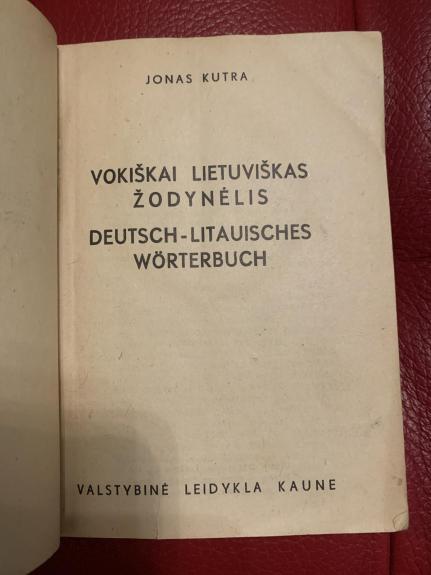 JONAS KUTRA
VOKIŠKAI LIETUVIŠKAS
ŽODYNĖLIS
DEUTSCH-LITAUISCHES
WÖRTERBUCH
VALSTYBINĖ LEIDYKLA KAUNE